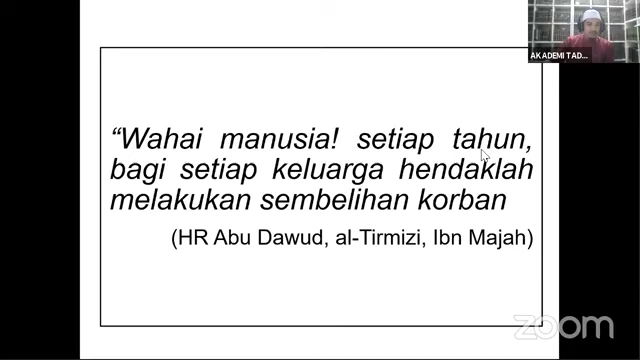 AKADEMI TAD...
“Wahai manusia! setiap tahun,
bagi setiap keluarga hendaklah
melakukan sembelihan korban
(HR Abu Dawud, al-Tirmizi, Ibn Majah)
zoom